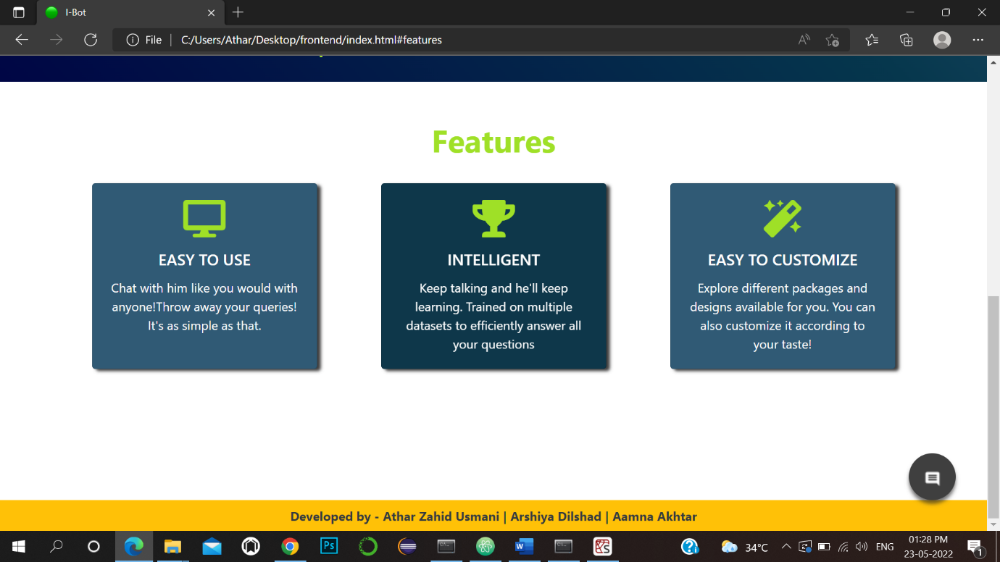 I-Bot
File
C:/Users/Athar/Desktop/frontend/index.html#features
Features
EASY TO USE
Chat with him like you would with
anyone!Throw away your queries!
It's as simple as that.
INTELLIGENT
Keep talking and he'll keep
learning. Trained on multiple
datasets to efficiently answer all
your questions
EASY TO CUSTOMIZE
Explore different packages and
designs available for you. You can
also customize it according to
your taste!
Developed by - Athar Zahid Usmani | Arshiya Dilshad | Aamna Akhtar
Ps
34°C
ENG
01:28 PM
23-05-2022
1